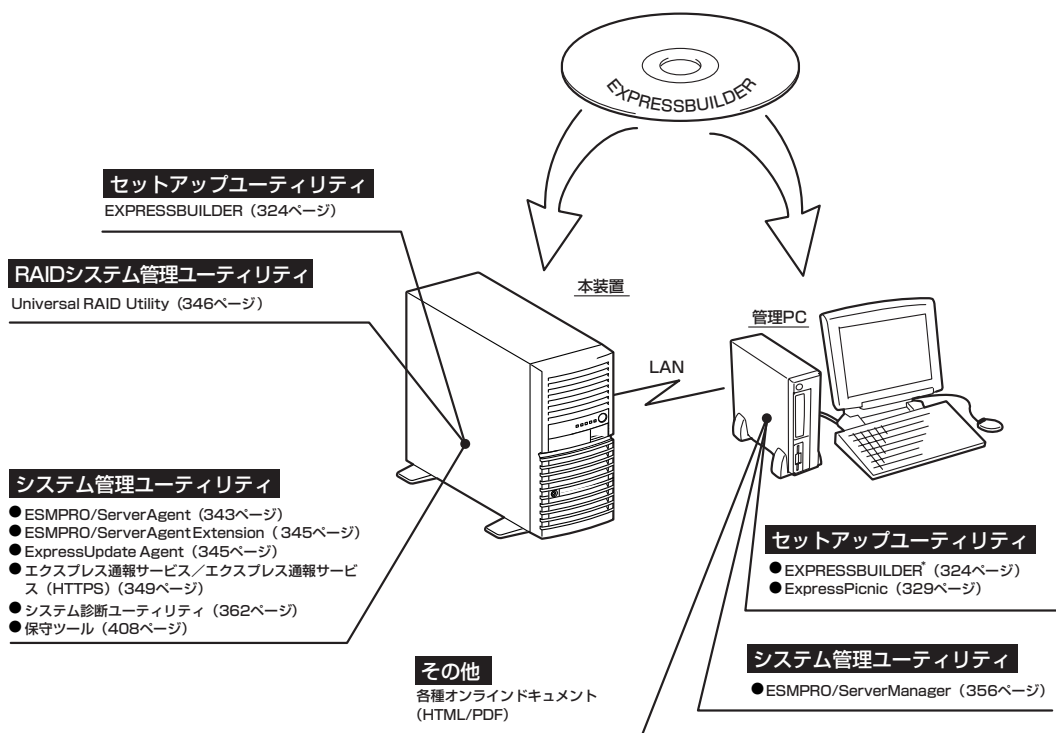 EXPRESSBUILDER
セットアップユーティリティ
EXPRESSBUILDER（324ページ）
RAIDシステム管理ユーティリティ
Universal RAID Utility（346ページ）
本装置
管理PC
LAN
システム管理ユーティリティ
●ESMPRO/ServerAgent（343ページ）
●ESMPRO/ServerAgent Extension（345ページ）
●ExpressUpdate Agent（345ページ）
●エクスプレス通報サービス／エクスプレス通報サービ
ス（HTTPS）（349ページ）
●システム診断ユーティリティ（362ページ）
●保守ツール（408ページ）
セットアップユーティリティ
●EXPRESSBUILDER*（324ページ）
●ExpressPicnic（329ページ）
システム管理ユーティリティ
●ESMPRO/ServerManager（356ページ）
その他
各種オンラインドキュメント
（HTML/PDF）